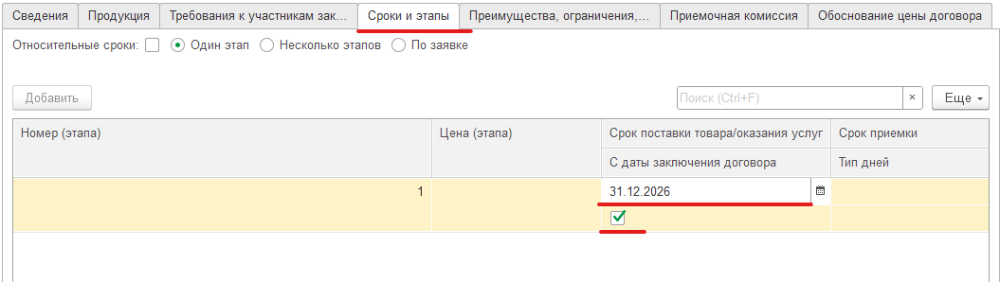 Сведения Продукция Требования к участникам зак... Сроки и этапы Преимущества, ограничения,... Приемочная комиссия Обоснование цены договора
Относительные сроки: Один этап Несколько этапов По заявке
Добавить Поиск (Ctrl+F) × Еще
Номер (этапа) Цена (этапа) Срок поставки товара/оказания услуг Срок приемки
С даты заключения договора Тип дней
1 31.12.2026